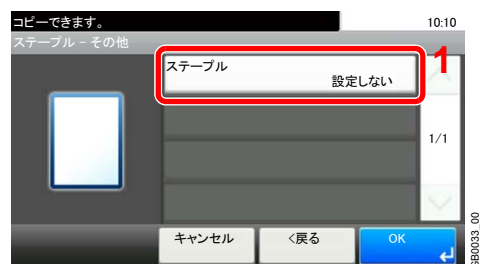 コピーできます。 10:10
ステープル - その他
ステープル
設定しない
1
1/1
キャンセル <戻る OK
GB0033_00